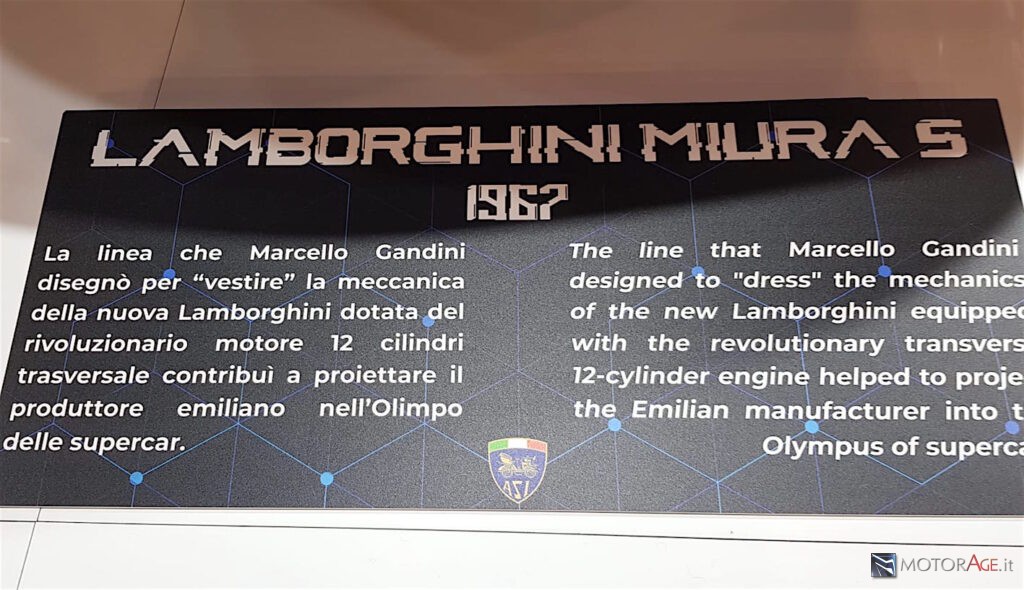 LAMBORGHINI MIURA S
1967
La linea che Marcello Gandini
disegnò per “vestire” la meccanica
della nuova Lamborghini dotata del
rivoluzionario motore 12 cilindri
trasversale contribuì a proiettare il
produttore emiliano nell’Olimpo
delle supercar.
The line that Marcello Gandini
designed to "dress" the mechanics
of the new Lamborghini equipped
with the revolutionary
12-cylinder engine helped to
the Emilian manufacturer into
Olympus of
ASI
MOTORAGE.it